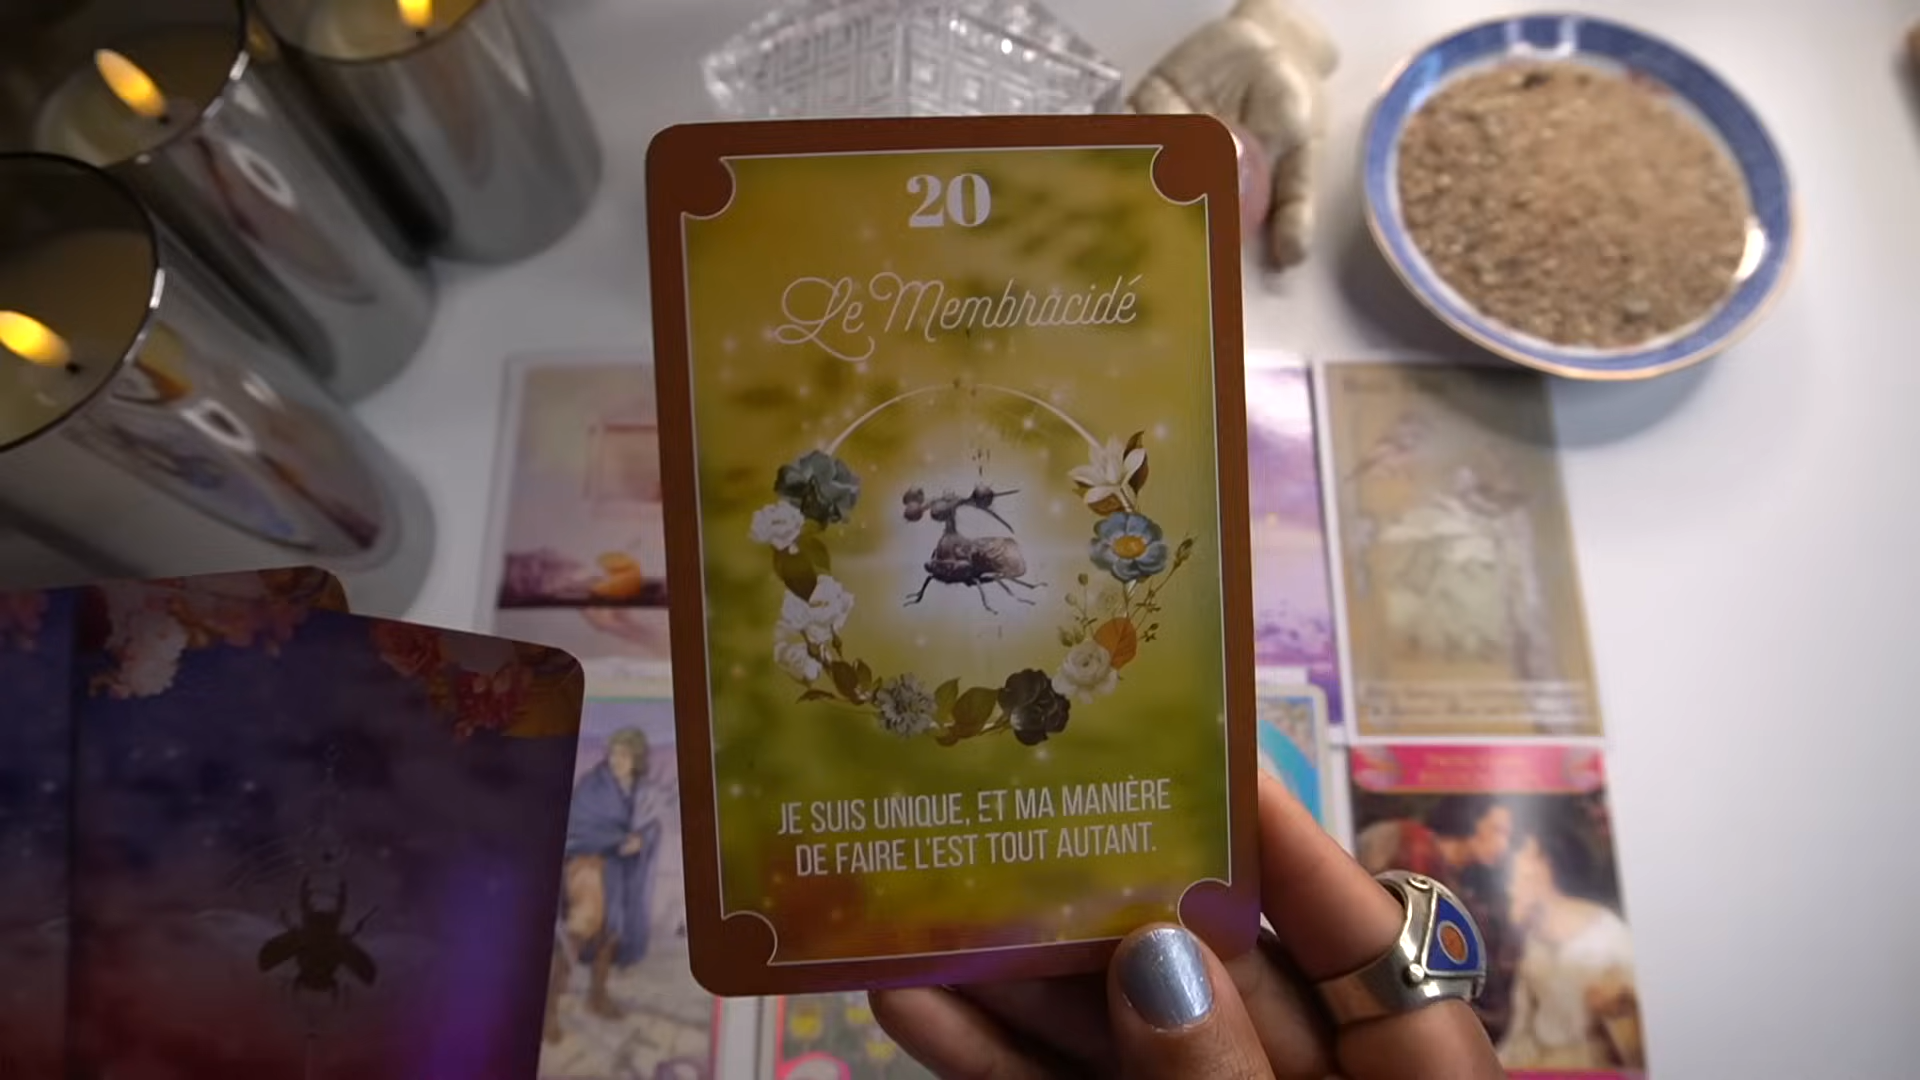 20
Le Membracidé
JE SUIS UNIQUE, ET MA MANIÈRE
DE FAIRE L'EST TOUT AUTANT.